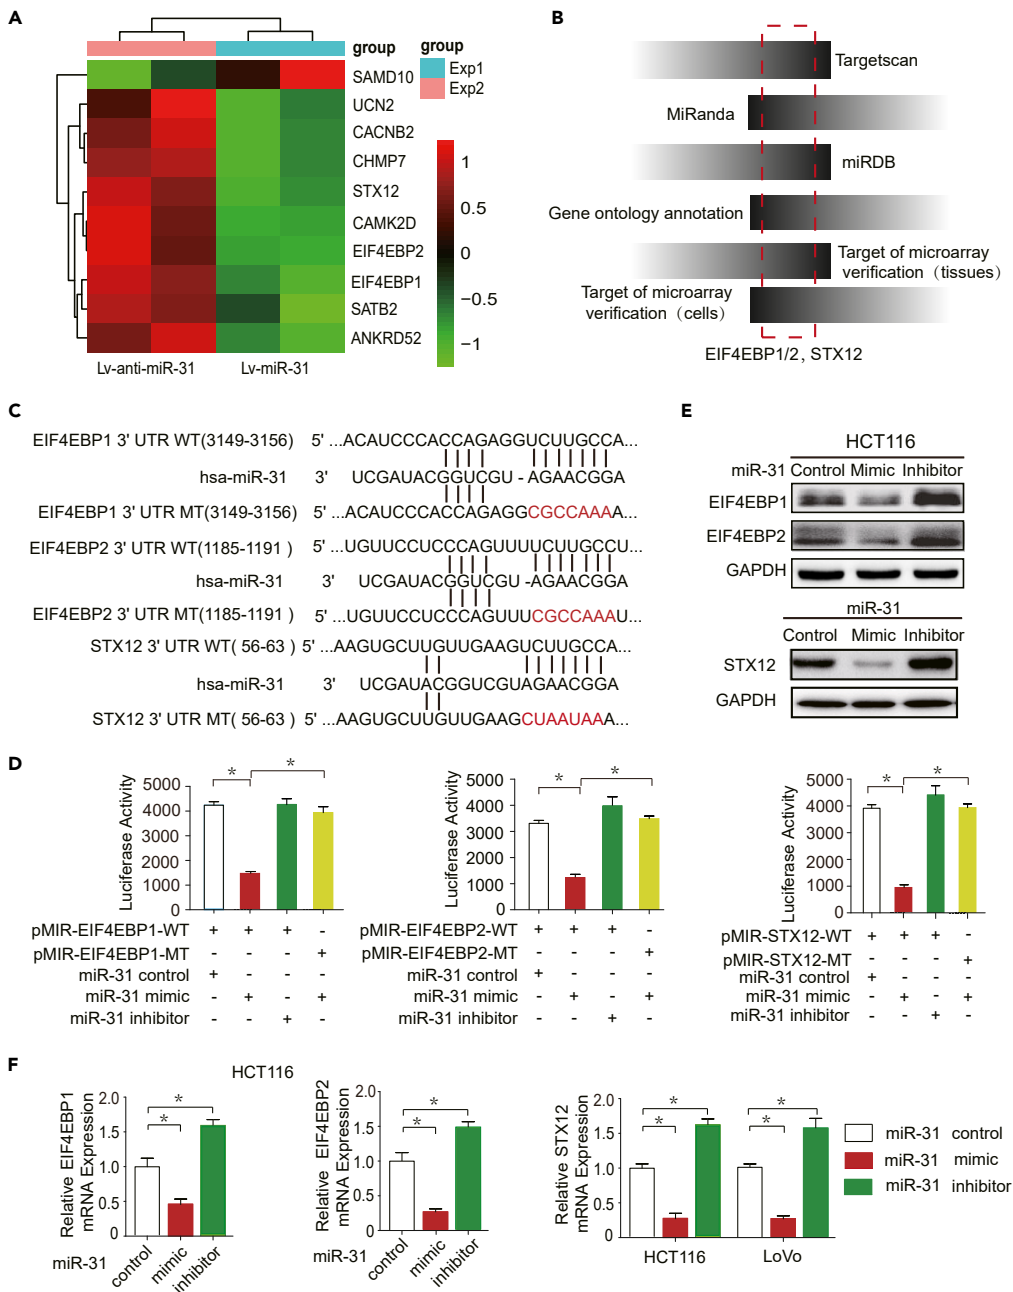 A
group
group
Exp1
Exp2
SAMD10
UCN2
CACNB2
CHMP7
STX12
CAMK2D
EIF4EBP2
EIF4EBP1
SATB2
ANKRD52
1
0.5
0
−0.5
−1
Lv-anti-miR-31 Lv-miR-31
B
Targetscan
MiRanda
miRDB
Gene ontology annotation
Target of microarray
verification（tissues）
Target of microarray
verification（cells）
EIF4EBP1/2, STX12
C
EIF4EBP1 3' UTR WT(3149-3156) 5' ...ACAUCCCACCAGAGGUCUUGCCA...
hsa-miR-31 3' UCGAUACGGUCGU - AGAACGGA
EIF4EBP1 3' UTR MT(3149-3156) 5' ...ACAUCCCACCAGAGGCGCCAAAA...
EIF4EBP2 3' UTR WT(1185-1191 ) 5' ...UGUUCCUCCCAGUUUUCUUGCCU...
hsa-miR-31 3' UCGAUACGGUCGU -AGAACGGA
EIF4EBP2 3' UTR MT(1185-1191 ) 5' ...UGUUCCUCCCAGUUUCGCCAAAU...
STX12 3' UTR WT( 56-63 ) 5' ...AAGUGCUUGUUGAAGUCUUGCCA...
hsa-miR-31 3' UCGAUACGGUCGUAGAACGGA
STX12 3' UTR MT( 56-63 ) 5' ...AAGUGCUUGUUGAAGCUAAUAAA...
E
HCT116
miR-31 Control Mimic Inhibitor
EIF4EBP1
EIF4EBP2
GAPDH
miR-31
Control Mimic Inhibitor
STX12
GAPDH
D
Luciferase Activity
5000
4000
3000
2000
1000
0
* *
pMIR-EIF4EBP1-WT + + + -
pMIR-EIF4EBP1-MT - - - +
miR-31 control + - - -
miR-31 mimic - + - +
miR-31 inhibitor - - + -
Luciferase Activity
5000
4000
3000
2000
1000
0
* *
pMIR-EIF4EBP2-WT + + + -
pMIR-EIF4EBP2-MT - - - +
miR-31 control + - - -
miR-31 mimic - + - +
miR-31 inhibitor - - + -
Luciferase Activity
5000
4000
3000
2000
1000
0
* *
pMIR-STX12-WT + + + -
pMIR-STX12-MT - - - +
miR-31 control + - - -
miR-31 mimic - + - +
miR-31 inhibitor - - + -
F
HCT116
Relative EIF4EBP1
mRNA Expression
2.0
1.5
1.0
0.5
0
*
*
miR-31 control mimic inhibitor
Relative EIF4EBP2
mRNA Expression
2.0
1.5
1.0
0.5
0
*
*
miR-31 control mimic inhibitor
Relative STX12
mRNA Expression
2.0
1.5
1.0
0.5
0
* *
* *
HCT116 LoVo
miR-31 control
miR-31 mimic
miR-31 inhibitor